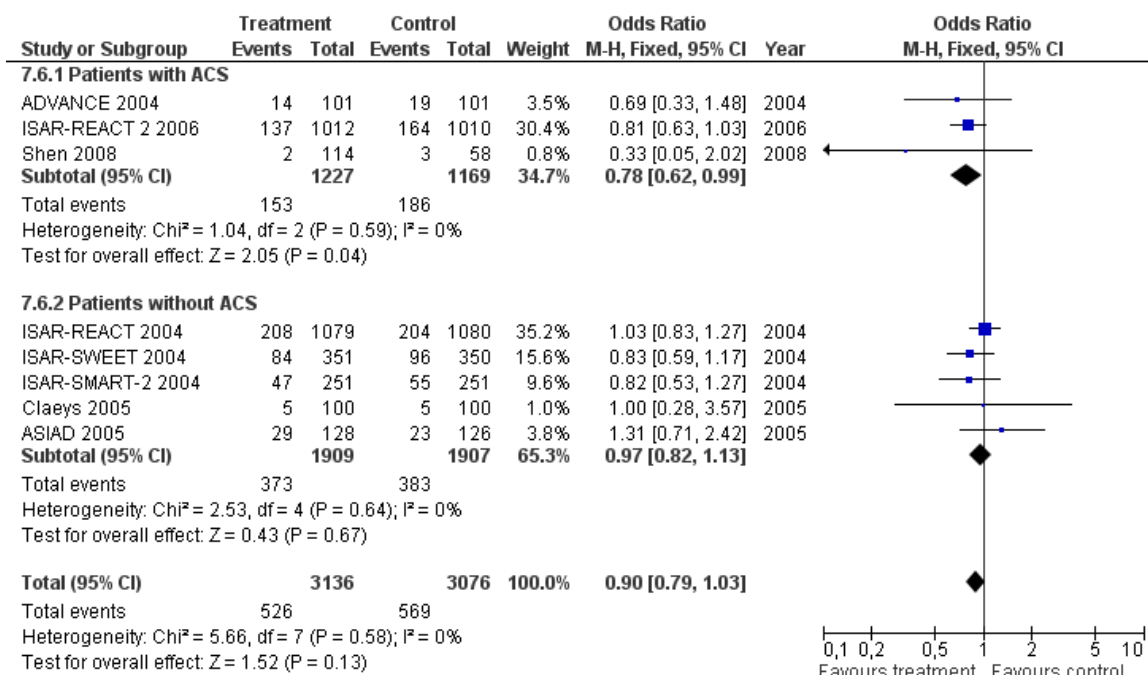 Treatment Control Odds Ratio Odds Ratio
Study or Subgroup Events Total Events Total Weight M-H, Fixed, 95% CI Year M-H, Fixed, 95% CI
7.6.1 Patients with ACS
ADVANCE 2004 14 101 19 101 3.5% 0.69 [0.33, 1.48] 2004
ISAR-REACT 2 2006 137 1012 164 1010 30.4% 0.81 [0.63, 1.03] 2006
Shen 2008 2 114 3 58 0.8% 0.33 [0.05, 2.02] 2008
Subtotal (95% CI) 1227 1169 34.7% 0.78 [0.62, 0.99]
Total events 153 186
Heterogeneity: Chi² = 1.04, df = 2 (P = 0.59); I² = 0%
Test for overall effect: Z = 2.05 (P = 0.04)
7.6.2 Patients without ACS
ISAR-REACT 2004 208 1079 204 1080 35.2% 1.03 [0.83, 1.27] 2004
ISAR-SWEET 2004 84 351 96 350 15.6% 0.83 [0.59, 1.17] 2004
ISAR-SMART-2 2004 47 251 55 251 9.6% 0.82 [0.53, 1.27] 2004
Claeys 2005 5 100 5 100 1.0% 1.00 [0.28, 3.57] 2005
ASIAD 2005 29 128 23 126 3.8% 1.31 [0.71, 2.42] 2005
Subtotal (95% CI) 1909 1907 65.3% 0.97 [0.82, 1.13]
Total events 373 383
Heterogeneity: Chi² = 2.53, df = 4 (P = 0.64); I² = 0%
Test for overall effect: Z = 0.43 (P = 0.67)
Total (95% CI) 3136 3076 100.0% 0.90 [0.79, 1.03]
Total events 526 569
Heterogeneity: Chi² = 5.66, df = 7 (P = 0.58); I² = 0%
Test for overall effect: Z = 1.52 (P = 0.13)
0,1 0,2 0,5 1 2 5 10
Favours treatment Favours control